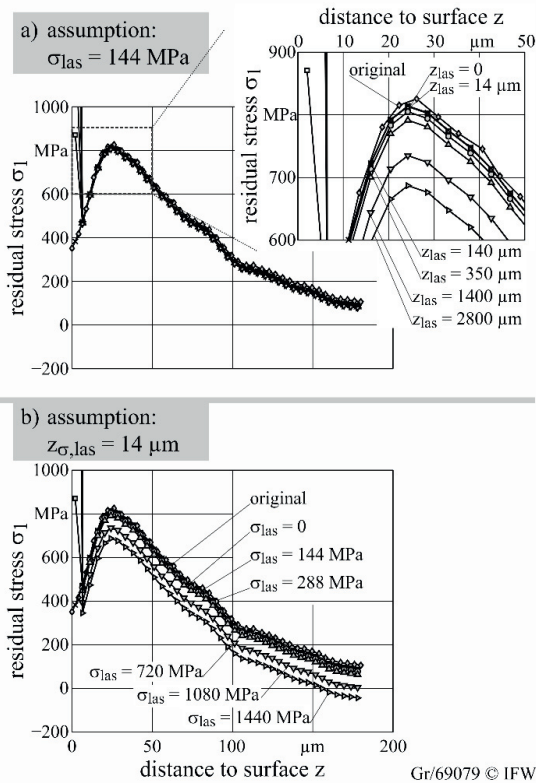 a) assumption:
σlas = 144 MPa
distance to surface z
0 10 20 30 µm 50
900
MPa
700
600
residual stress σ1
original
zlas = 0
zlas = 14 µm
zlas = 140 µm
zlas = 350 µm
zlas = 1400 µm
zlas = 2800 µm
1000
MPa
600
400
200
0
−200
residual stress σ1
b) assumption:
zσ,las = 14 µm
1000
MPa
600
400
200
0
−200
residual stress σ1
original
σlas = 0
σlas = 144 MPa
σlas = 288 MPa
σlas = 720 MPa
σlas = 1080 MPa
σlas = 1440 MPa
0 50 100 µm 200
distance to surface z
Gr/69079 © IFW